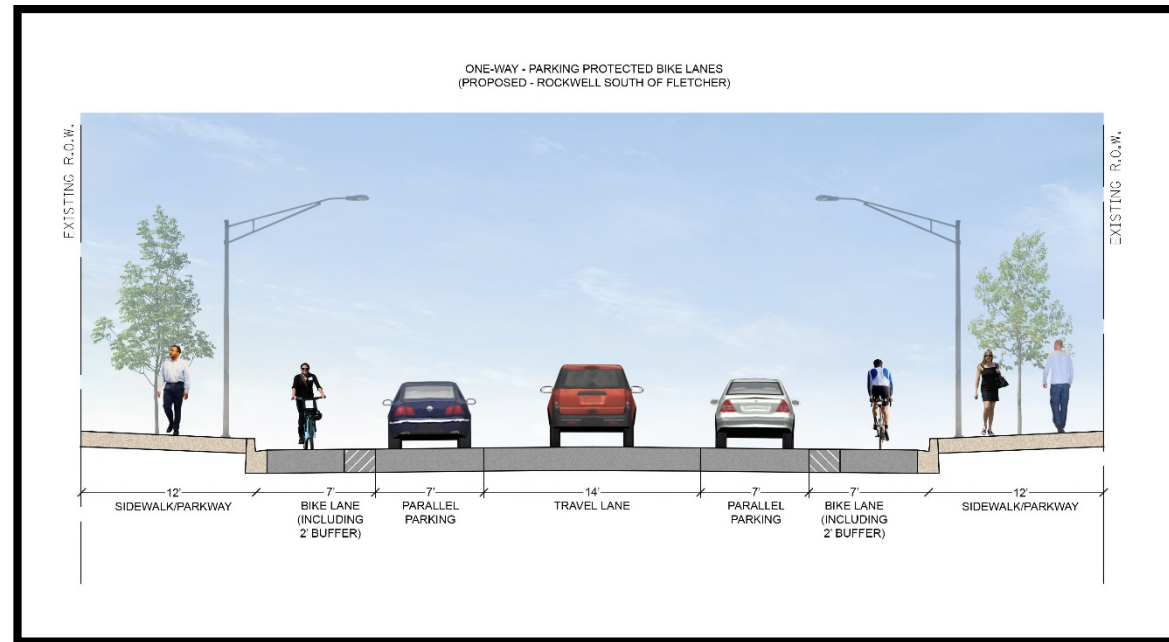 ONE-WAY - PARKING PROTECTED BIKE LANES
(PROPOSED - ROCKWELL SOUTH OF FLETCHER)
EXISTING R.O.W.
EXISTING R.O.W.
12'
7'
7'
14'
7'
7'
12'
SIDEWALK/PARKWAY
BIKE LANE
(INCLUDING
2' BUFFER)
PARALLEL
PARKING
TRAVEL LANE
PARALLEL
PARKING
BIKE LANE
(INCLUDING
2' BUFFER)
SIDEWALK/PARKWAY